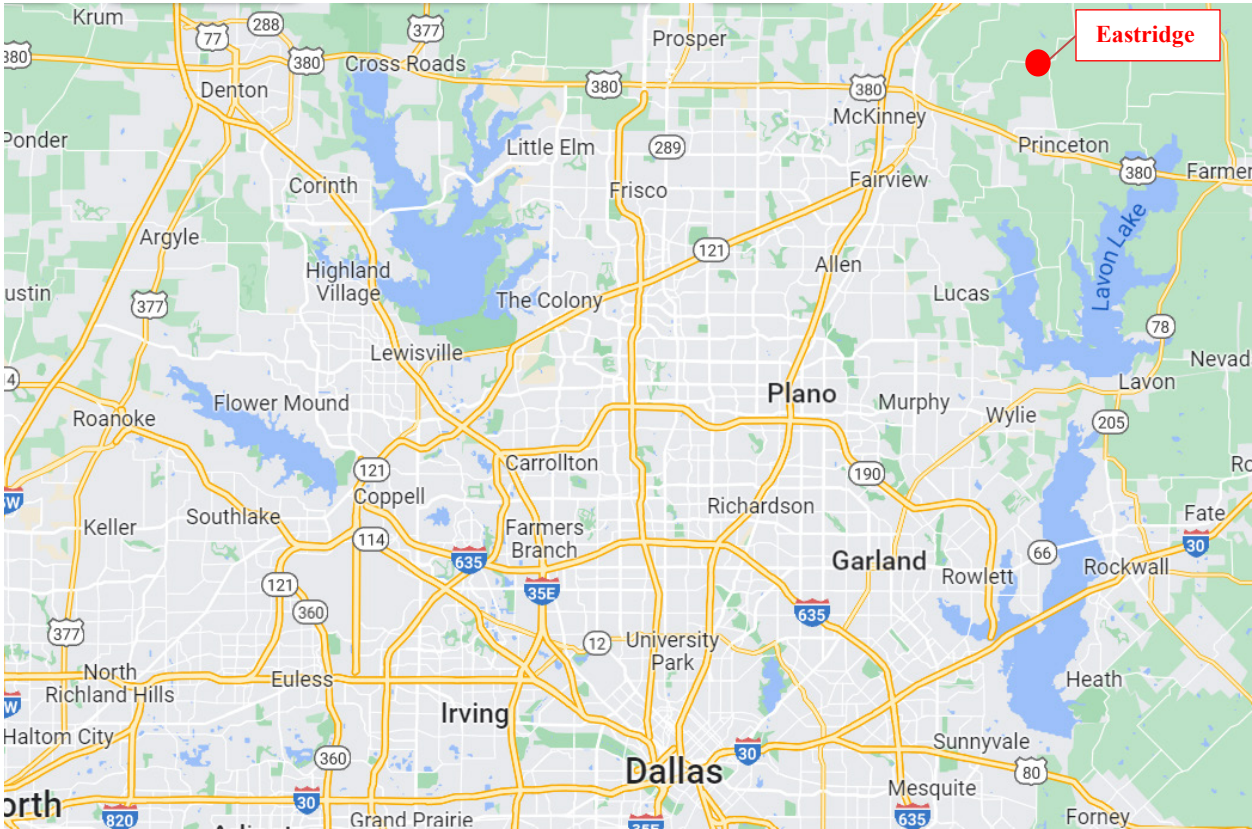 Krum
288
77
377
Prosper
Eastridge
380
380
Cross Roads
380
380
Denton
McKinney
Ponder
Little Elm
289
Princeton
380
Farmer
Corinth
Frisco
Fairview
Argyle
121
Lavon Lake
Highland
Village
Allen
ustin
377
The Colony
Lucas
78
Lewisville
Nevad
4
Plano
Lavon
Roanoke
Flower Mound
Murphy
Wylie
205
121
Carrollton
190
Ro
W
Coppell
Richardson
Keller
Southlake
114
Farmers
Branch
Fate
30
635
Garland
66
Rockwall
121
35E
Rowlett
360
635
377
12
University
Park
North
Richland Hills
Euless
Heath
W
Irving
Haltom City
360
30
Sunnyvale
Dallas
80
orth
30
Mesquite
820
Grand Prairie
35E
635
Forney